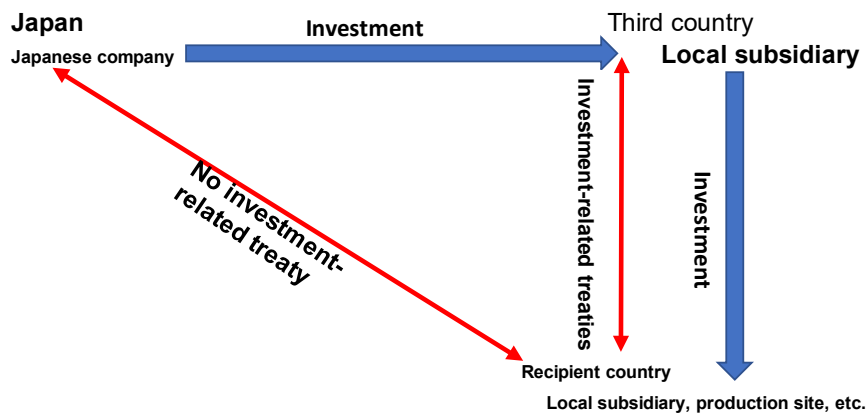 Japan
Investment
Third country
Japanese company
Local subsidiary
Investment-related treaties
Investment
No investment-
related treaty
Recipient country
Local subsidiary, production site, etc.